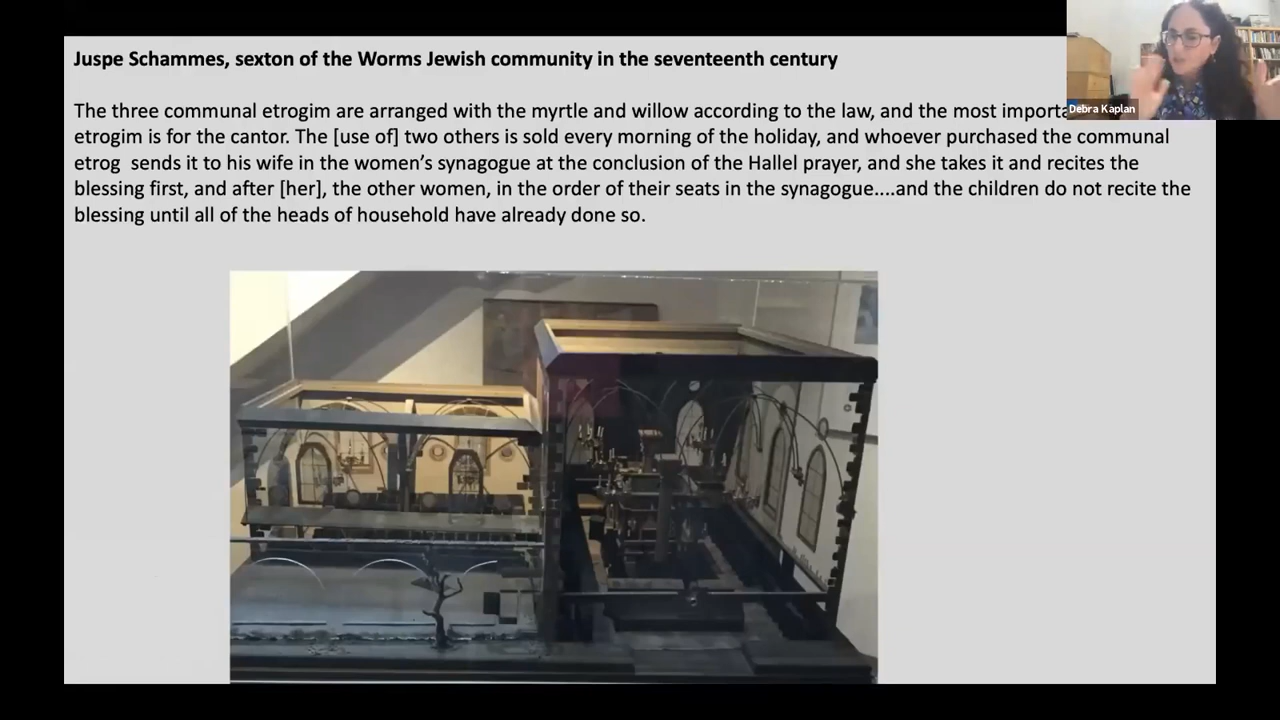 Juspe Schammes, sexton of the Worms Jewish community in the seventeenth century
The three communal etrogim are arranged with the myrtle and willow according to the law, and the most
etrogim is for the cantor. The [use of] two others is sold every morning of the holiday, and whoever purchased the communal
etrog sends it to his wife in the women's synagogue at the conclusion of the Hallel prayer, and she takes it and recites the
blessing first, and after [her], the other women, in the order of their seats in the synagogue....and the children do not recite the
blessing until all of the heads of household have already done so.
Debra Kaplan